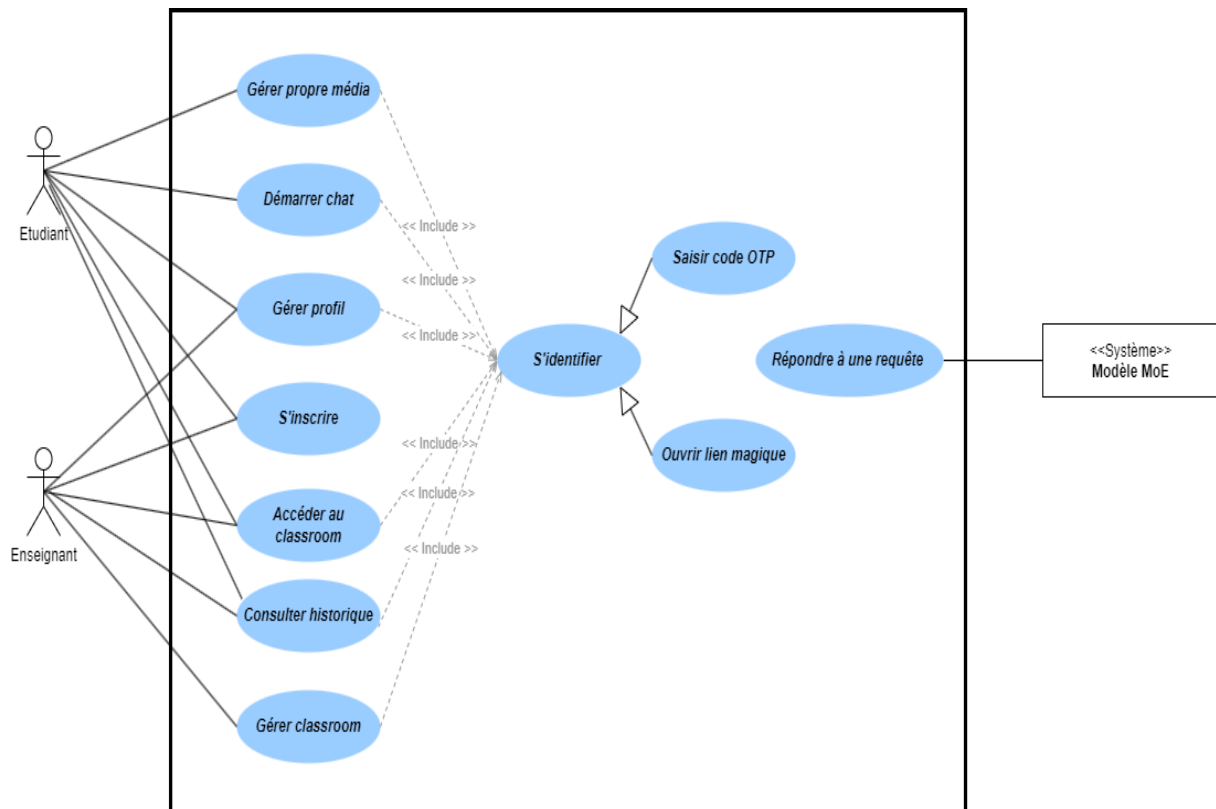 Gérer propre média
Etudiant
Démarrer chat
<< Include >>
Saisir code OTP
<< Include >>
Gérer profil
<< Include >>
S'identifier
Répondre à une requête
<<Système>>
Modèle MoE
S'inscrire
<< Include >>
Ouvrir lien magique
<< Include >>
Accéder au
classroom
Enseignant
<< Include >>
Consulter historique
Gérer classroom